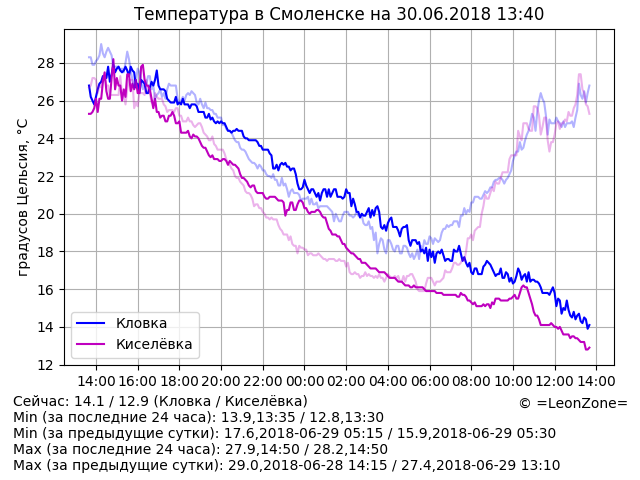 Температура в Смоленске на 30.06.2018 13:40
градусов Цельсия, °C
28
26
24
22
20
18
16
14
12
Кловка
Киселёвка
14:00 16:00 18:00 20:00 22:00 00:00 02:00 04:00 06:00 08:00 10:00 12:00 14:00
Сейчас: 14.1 / 12.9 (Кловка / Киселёвка)
© =LeonZone=
Min (за последние 24 часа): 13.9,13:35 / 12.8,13:30
Min (за предыдущие сутки): 17.6,2018-06-29 05:15 / 15.9,2018-06-29 05:30
Max (за последние 24 часа): 27.9,14:50 / 28.2,14:50
Max (за предыдущие сутки): 29.0,2018-06-28 14:15 / 27.4,2018-06-29 13:10